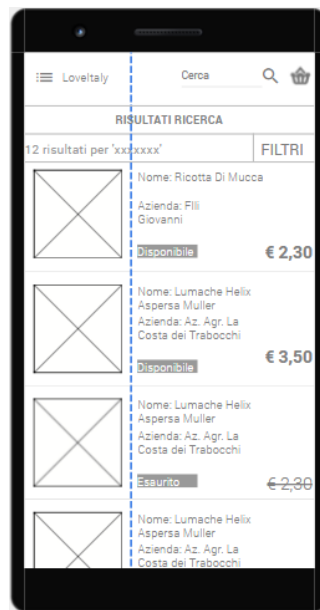 LoveItaly
Cerca
RISULTATI RICERCA
12 risultati per 'xxxxxxx'
FILTRI
Nome: Ricotta Di Mucca
Azienda: Flli
Giovanni
Disponibile
€ 2,30
Nome: Lumache Helix
Aspersa Muller
Azienda: Az. Agr. La
Costa dei Trabocchi
Disponibile
€ 3,50
Nome: Lumache Helix
Aspersa Muller
Azienda: Az. Agr. La
Costa dei Trabocchi
Esaurito
€ 2,30
Nome: Lumache Helix
Aspersa Muller
Azienda: Az. Agr. La
Costa dei Trabocchi